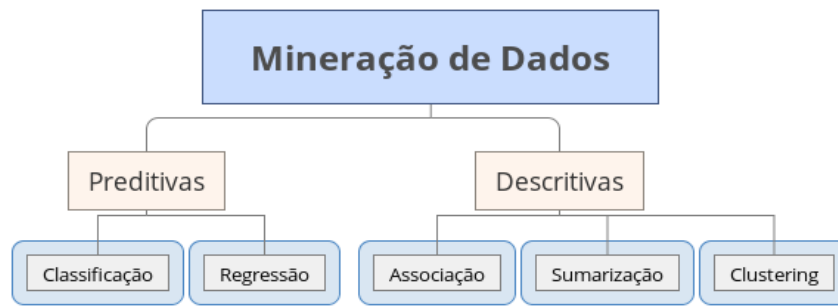 Mineração de Dados
Preditivas
Descritivas
Classificação
Regressão
Associação
Sumarização
Clustering